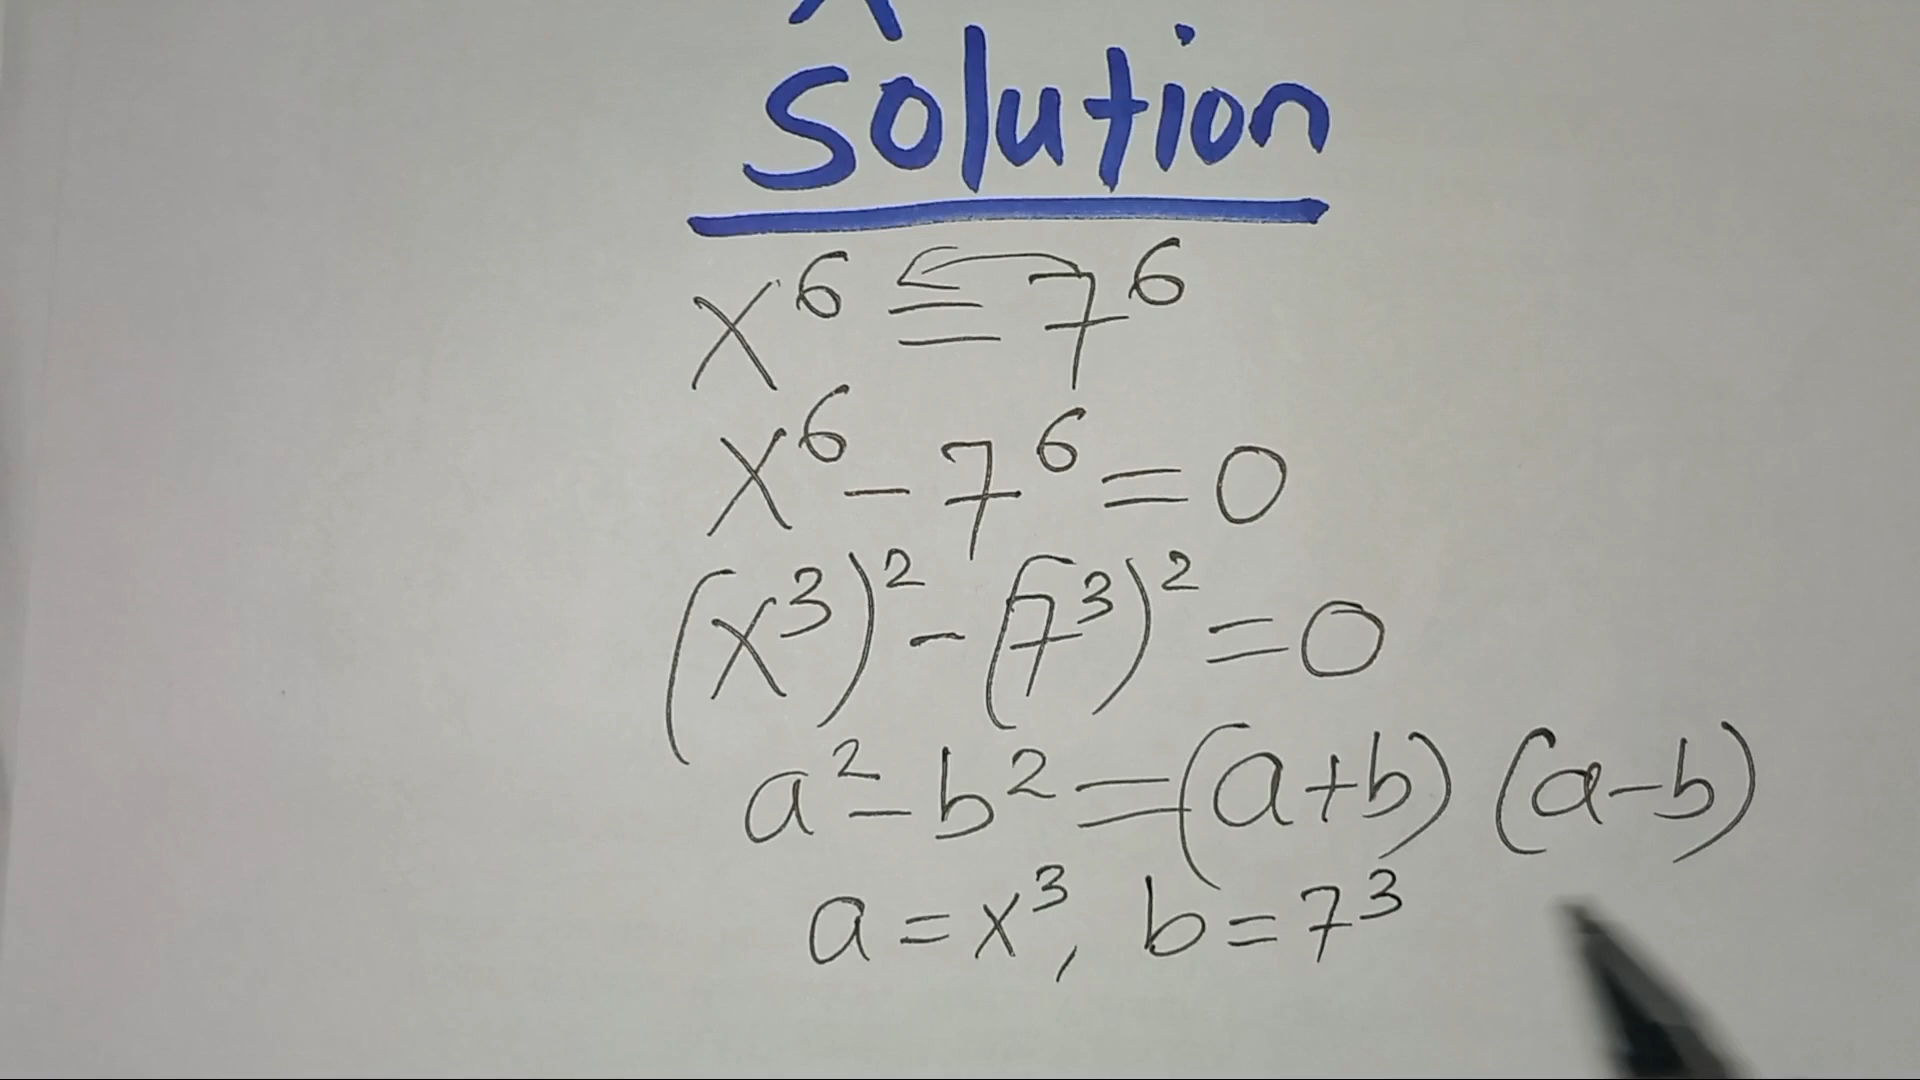 Solution
x⁶ = 7⁶
x⁶ - 7⁶ = 0
(x³)² - (7³)² = 0
a² - b² = (a+b) (a-b)
a = x³, b = 7³